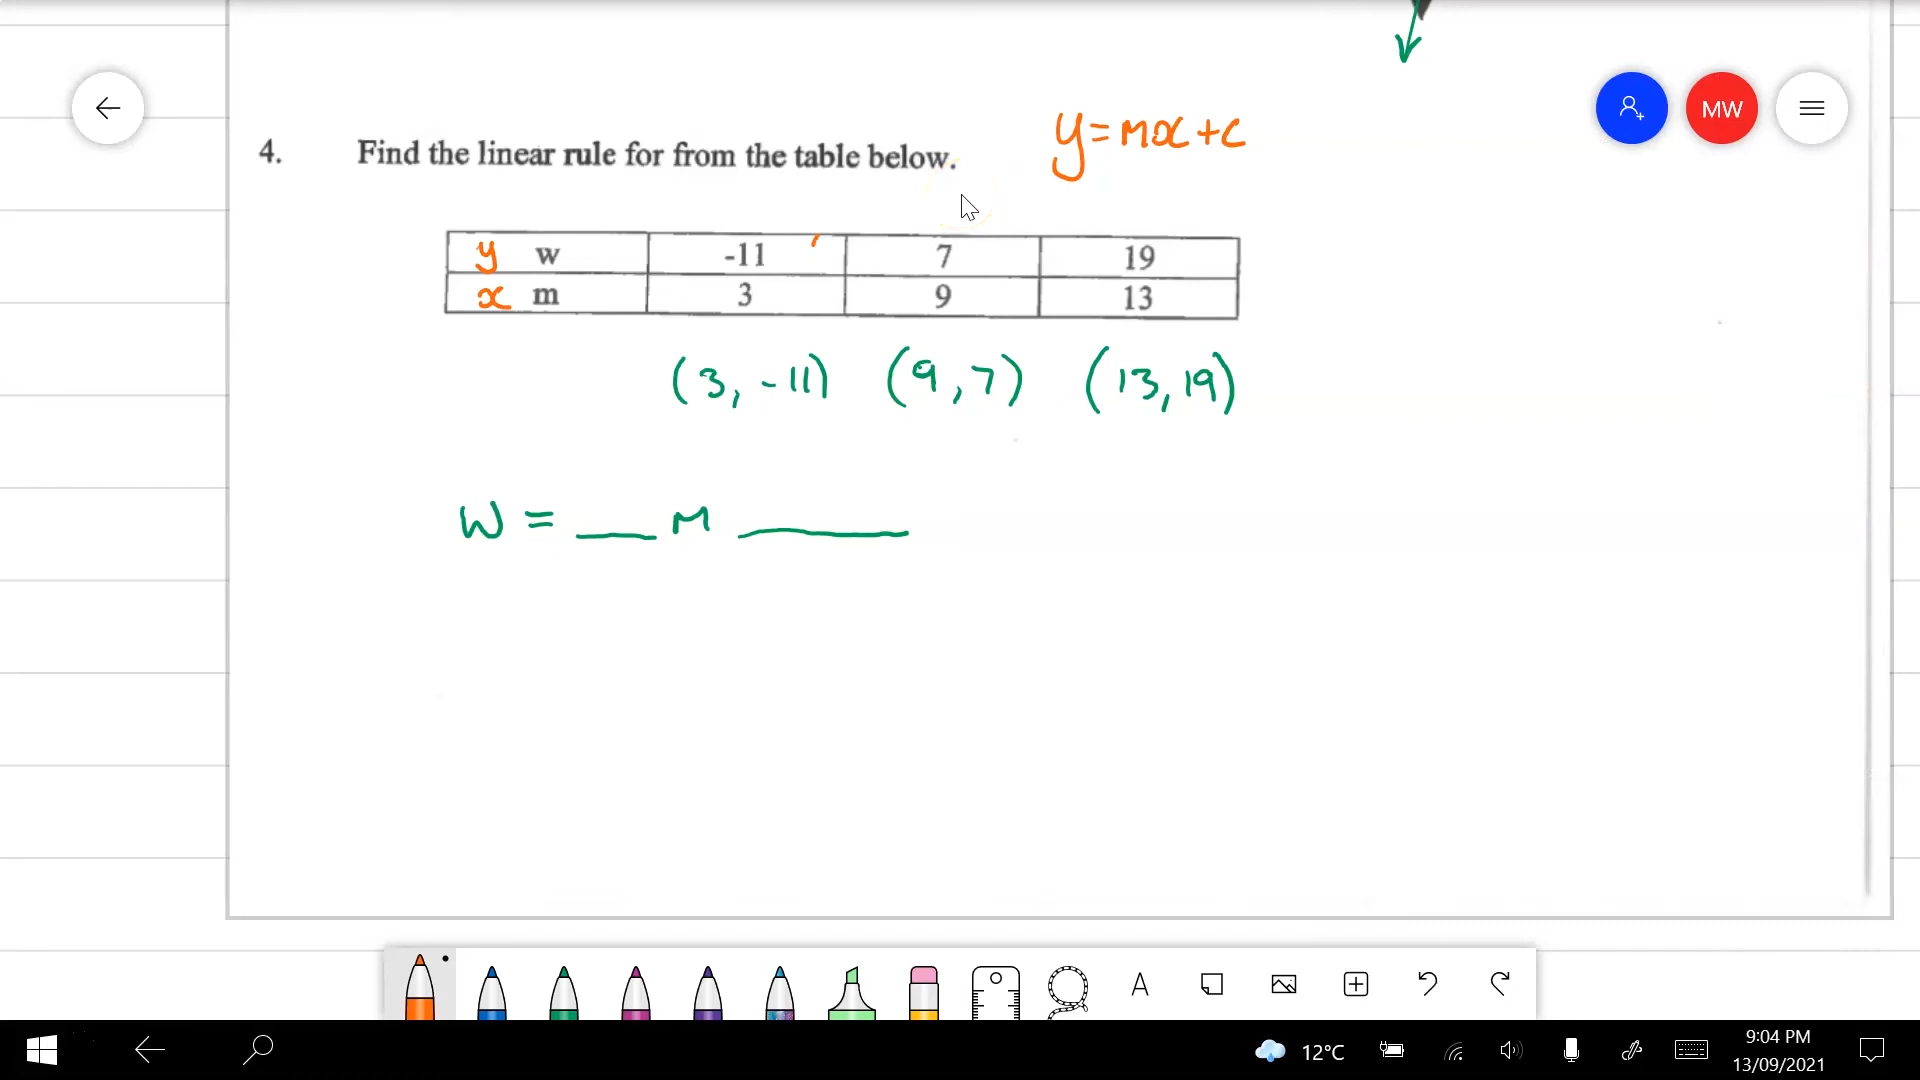 y=mx+c
MW
4. Find the linear rule for from the table below.
y w -11 7 19
x m 3 9 13
(3, -11) (9, 7) (13, 19)
W = __ M ____
A
12°C
9:04 PM
13/09/2021